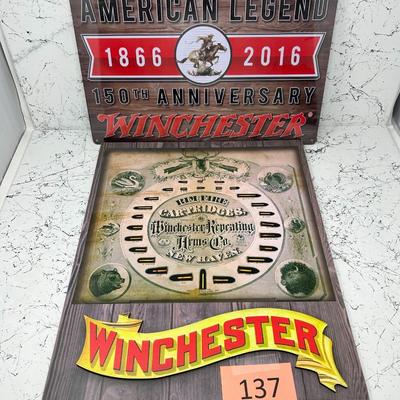 AMERICAN LEGEND
1866 2016
150TH ANNIVERSARY
WINCHESTER
RIMFIRE
CARTRIDGES
Winchester Repeating
Arms Co.
NEW HAVEN.
WINCHESTER
137